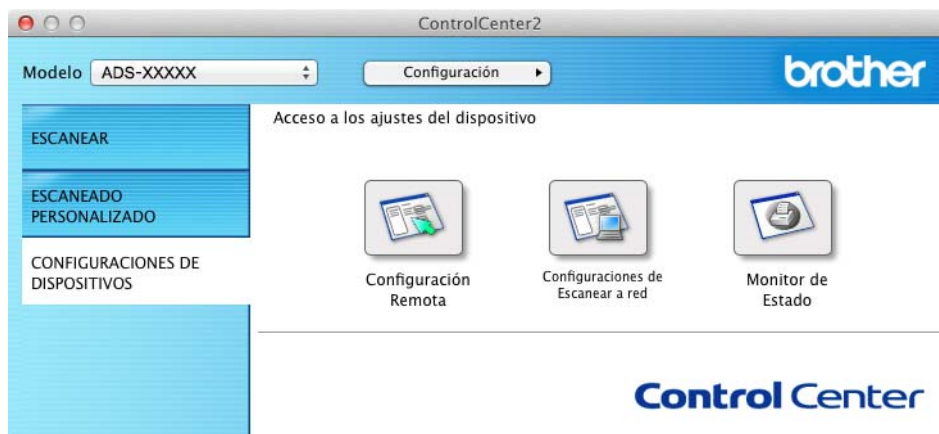 ControlCenter2
Modelo ADS-XXXXX Configuración brother
ESCANEAR
ESCANEADO
PERSONALIZADO
CONFIGURACIONES DE
DISPOSITIVOS
Acceso a los ajustes del dispositivo
Configuración
Remota
Configuraciones de
Escanear a red
Monitor de
Estado
Control Center